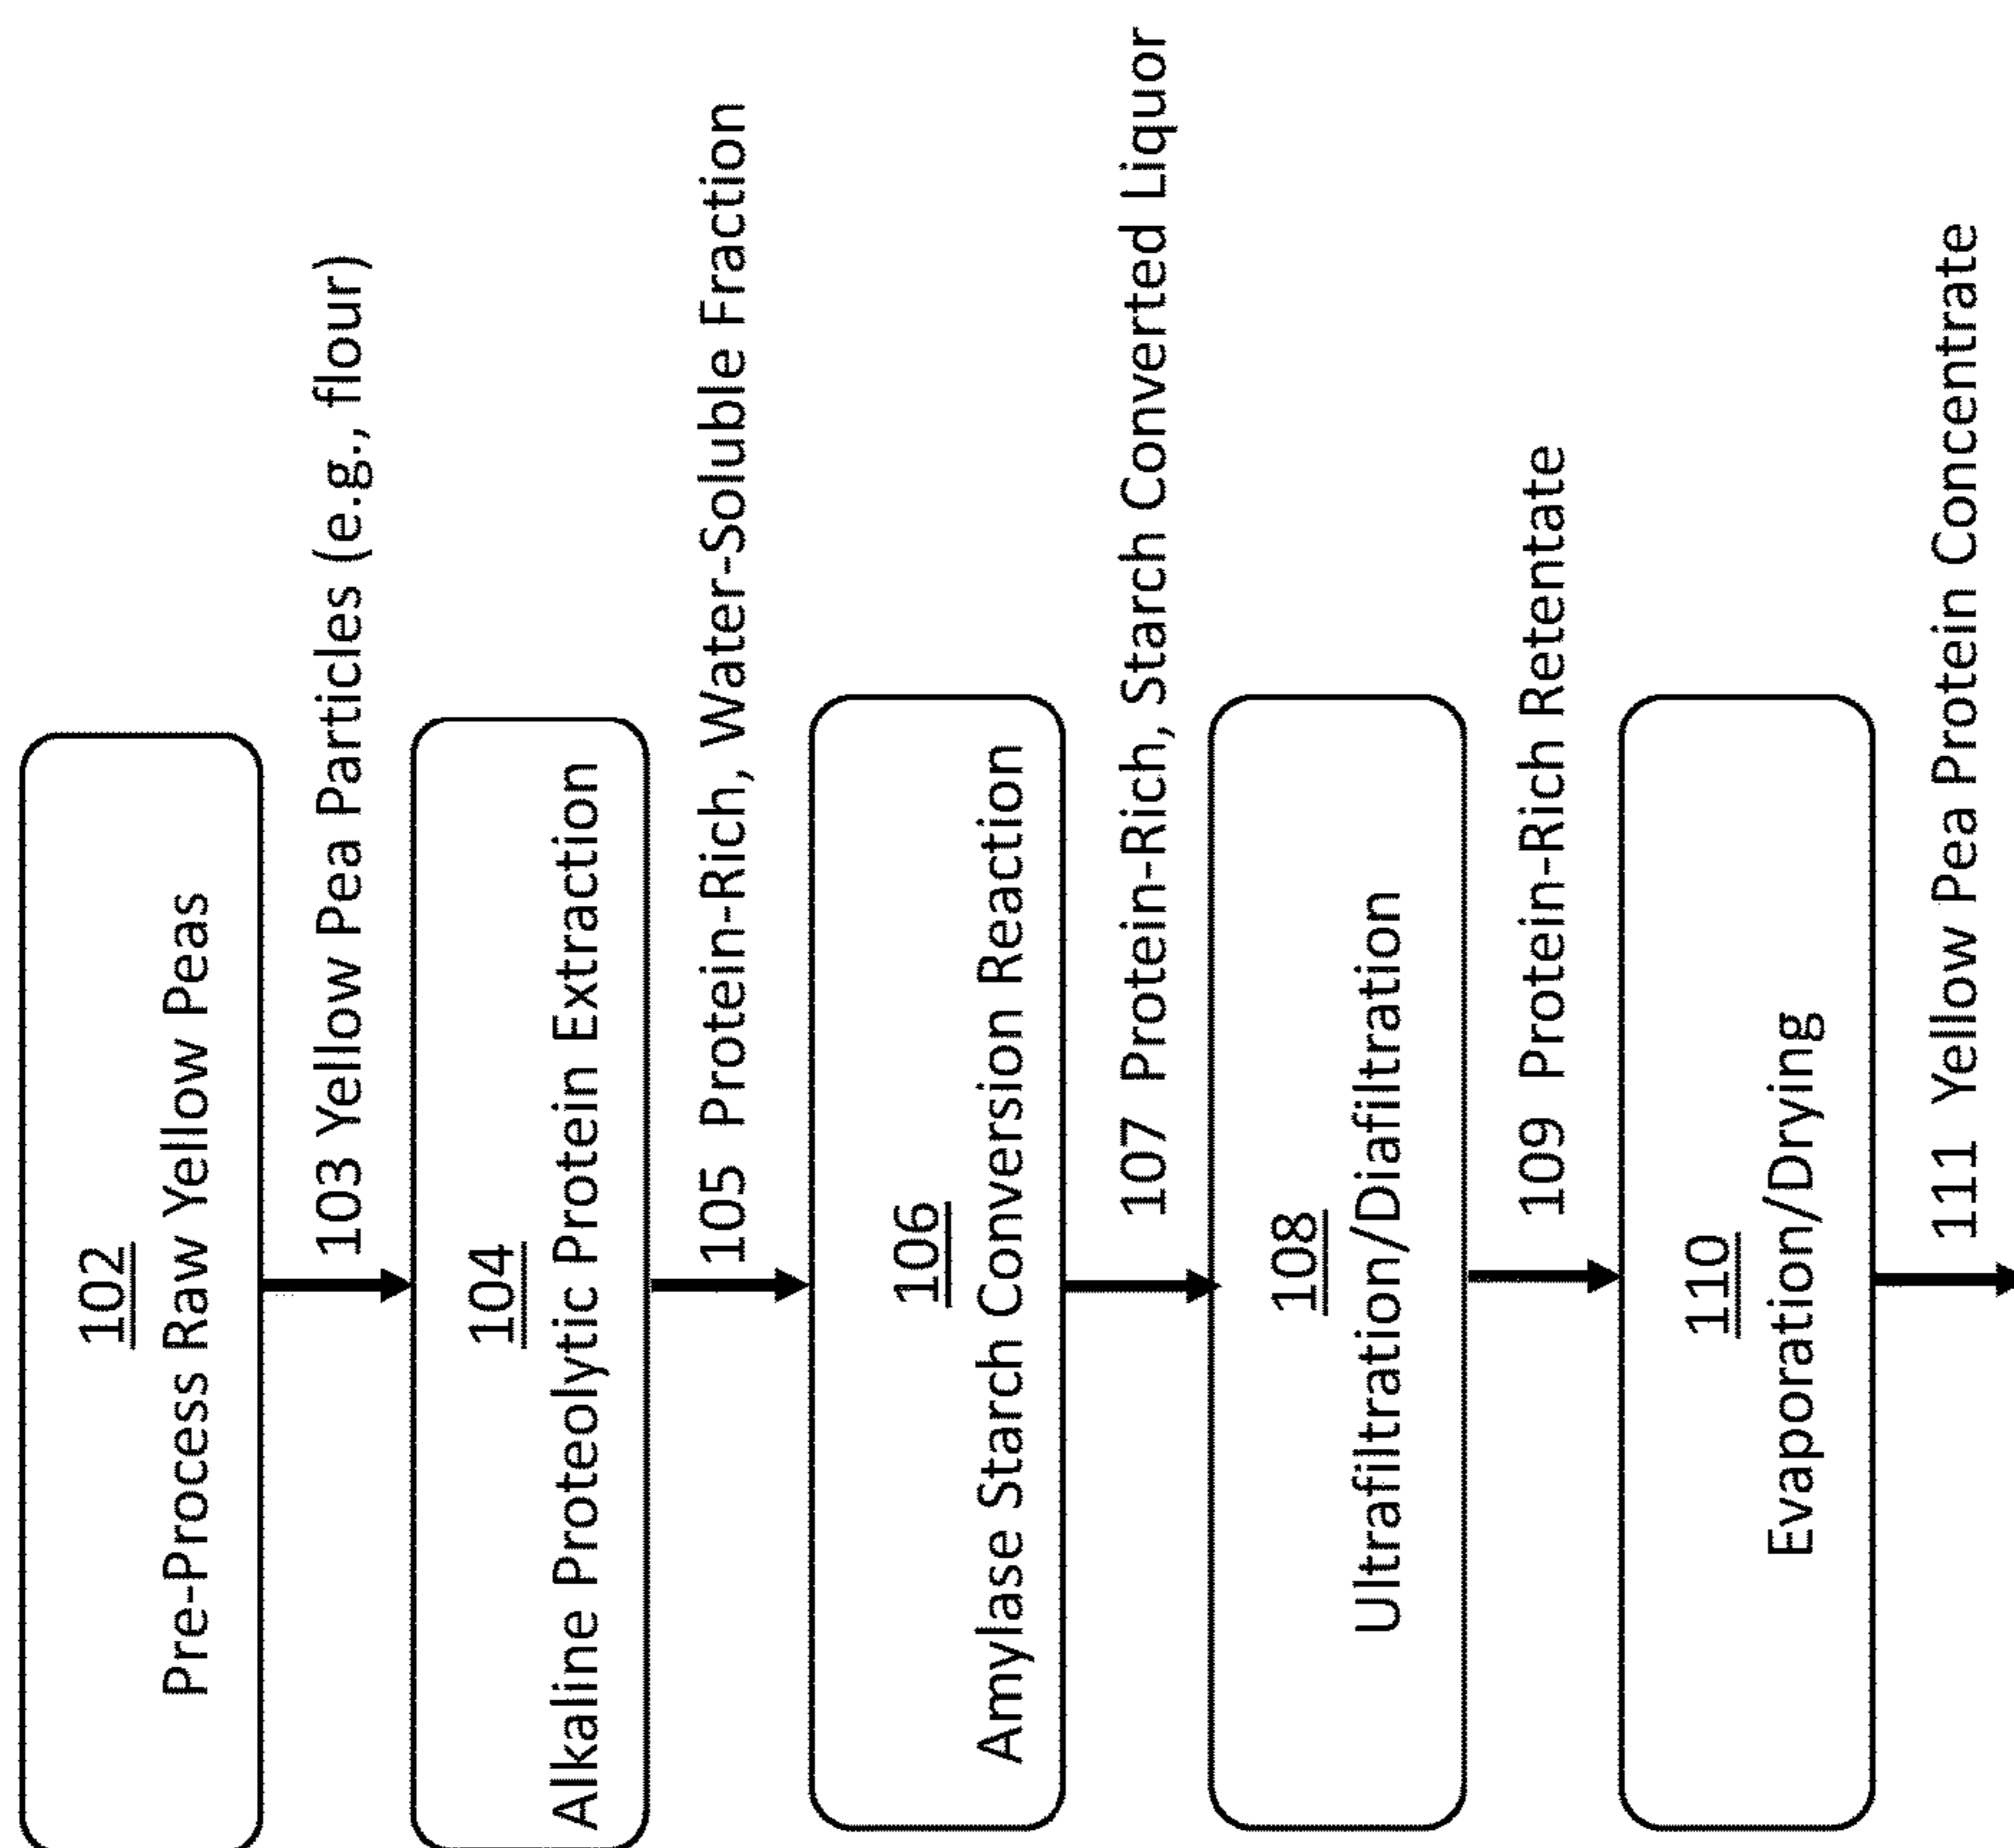 102
Pre-Process Raw Yellow Peas
103 Yellow Pea Particles (e.g., flour)
104
Alkaline Proteolytic Protein Extraction
105 Protein-Rich, Water-Soluble Fraction
106
Amylase Starch Conversion Reaction
107 Protein-Rich, Starch Converted Liquor
108
Ultrafiltration/Diafiltration
109 Protein-Rich Retentate
110
Evaporation/Drying
111 Yellow Pea Protein Concentrate